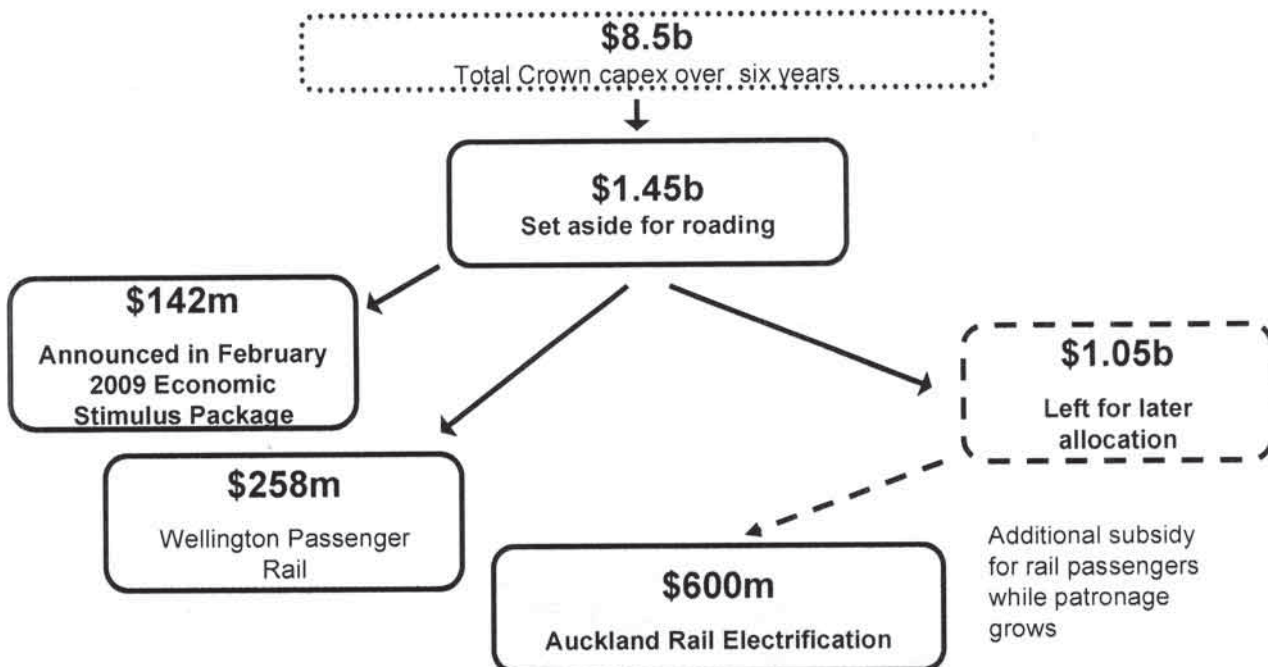 $8.5b
Total Crown capex over six years
$1.45b
Set aside for roading
$142m
Announced in February
2009 Economic
Stimulus Package
$258m
Wellington Passenger
Rail
$1.05b
Left for later
allocation
$600m
Auckland Rail Electrification
Additional subsidy
for rail passengers
while patronage
grows